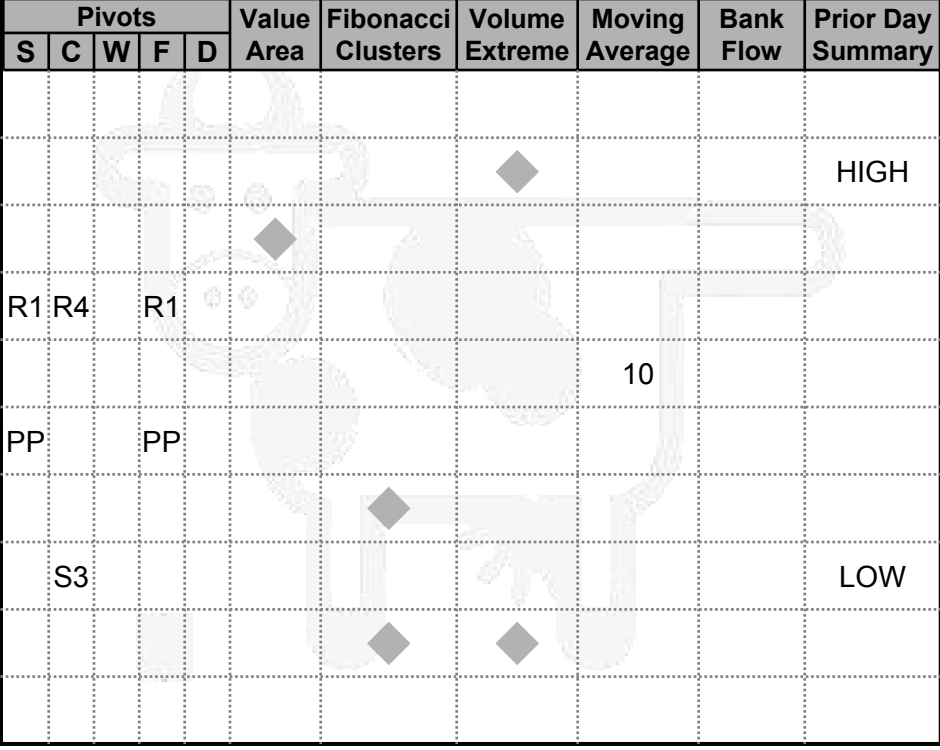 Pivots Value Fibonacci Volume Moving Bank Prior Day
S C W F D Area Clusters Extreme Average Flow Summary
HIGH
R1 R4 R1
10
PP PP
S3 LOW